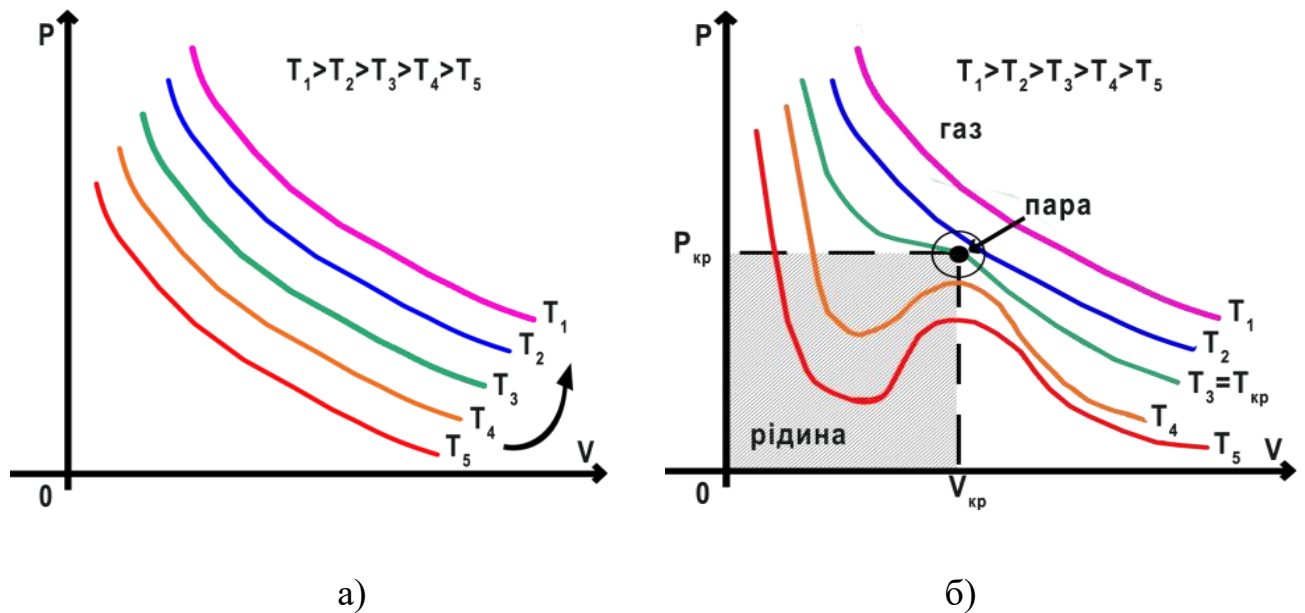 P
T₁>T₂>T₃>T₄>T₅
T₁
T₂
T₃
T₄
T₅
V
0
а)
P
T₁>T₂>T₃>T₄>T₅
газ
пара
Pкр
T₁
T₂
T₃=Tкр
T₄
T₅
рідина
V
0
Vкр
б)